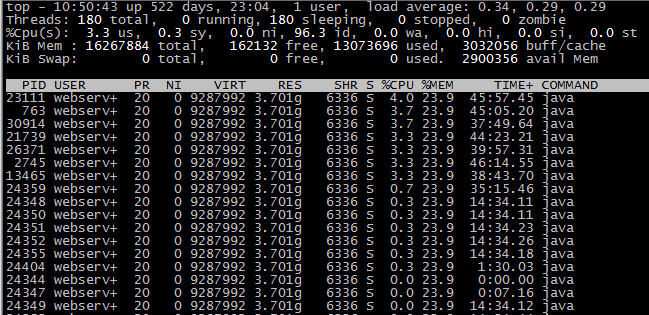 top - 10:50:43 up 522 days, 23:04,  1 user,  load average: 0.34, 0.29, 0.29
Threads: 180 total,   0 running, 180 sleeping,   0 stopped,   0 zombie
%Cpu(s):  3.3 us,  0.3 sy,  0.0 ni, 96.3 id,  0.0 wa,  0.0 hi,  0.0 si,  0.0 st
KiB Mem : 16267884 total,   162132 free, 13073696 used,  3032056 buff/cache
KiB Swap:        0 total,        0 free,        0 used.  2900356 avail Mem
PID USER      PR  NI    VIRT    RES    SHR S %CPU %MEM     TIME+ COMMAND
23111 webserv+  20   0 9287992 3.701g   6336 S  4.0 23.9  45:57.45 java
763 webserv+  20   0 9287992 3.701g   6336 S  3.7 23.9  45:05.20 java
30914 webserv+  20   0 9287992 3.701g   6336 S  3.7 23.9  37:49.64 java
21739 webserv+  20   0 9287992 3.701g   6336 S  3.3 23.9  44:23.21 java
26371 webserv+  20   0 9287992 3.701g   6336 S  3.3 23.9  39:57.31 java
2745 webserv+  20   0 9287992 3.701g   6336 S  3.3 23.9  46:14.55 java
13465 webserv+  20   0 9287992 3.701g   6336 S  3.3 23.9  38:43.70 java
24359 webserv+  20   0 9287992 3.701g   6336 S  0.7 23.9  35:15.46 java
24348 webserv+  20   0 9287992 3.701g   6336 S  0.3 23.9  14:34.11 java
24350 webserv+  20   0 9287992 3.701g   6336 S  0.3 23.9  14:34.11 java
24351 webserv+  20   0 9287992 3.701g   6336 S  0.3 23.9  14:34.23 java
24352 webserv+  20   0 9287992 3.701g   6336 S  0.3 23.9  14:34.26 java
24355 webserv+  20   0 9287992 3.701g   6336 S  0.3 23.9  14:34.18 java
24404 webserv+  20   0 9287992 3.701g   6336 S  0.3 23.9   1:30.03 java
24344 webserv+  20   0 9287992 3.701g   6336 S  0.0 23.9   0:00.00 java
24347 webserv+  20   0 9287992 3.701g   6336 S  0.0 23.9   0:07.16 java
24349 webserv+  20   0 9287992 3.701g   6336 S  0.0 23.9  14:34.12 java